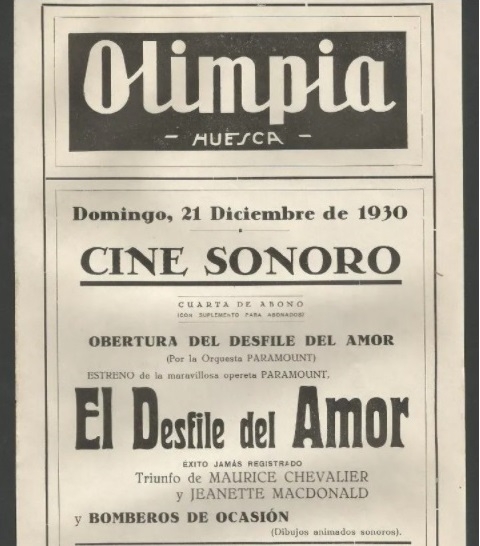 Olimpia
- HUESCA -
Domingo, 21 Diciembre de 1930
CINE SONORO
CUARTA DE ABONO
(CON SUPLEMENTO PARA ABONADOS)
OBERTURA DEL DESFILE DEL AMOR
(Por la Orquesta PARAMOUNT)
ESTRENO de la maravillosa opereta PARAMOUNT,
El Desfile del Amor
ÉXITO JAMÁS REGISTRADO
Triunfo de MAURICE CHEVALIER
y JEANETTE MACDONALD
y BOMBEROS DE OCASIÓN
(Dibujos animados sonoros).